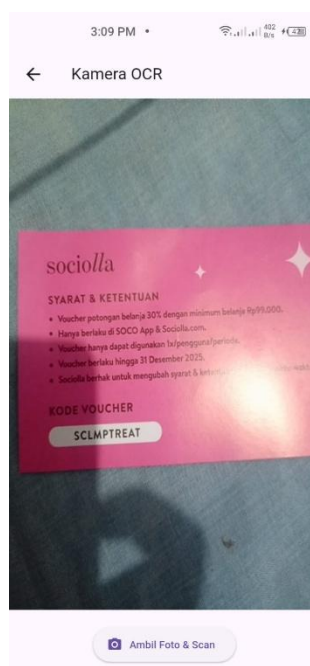 3:09 PM
402
B/s
Kamera OCR
sociolla
SYARAT & KETENTUAN
• Voucher potongan belanja 30% dengan minimum belanja Rp99.000.
• Hanya berlaku di SOCO App & Sociolla.com.
• Voucher hanya dapat digunakan 1x/pengguna/periode.
• Voucher berlaku hingga 31 Desember 2025.
• Sociolla berhak untuk mengubah syarat &
KODE VOUCHER
SCLMPTREAT
Ambil Foto & Scan